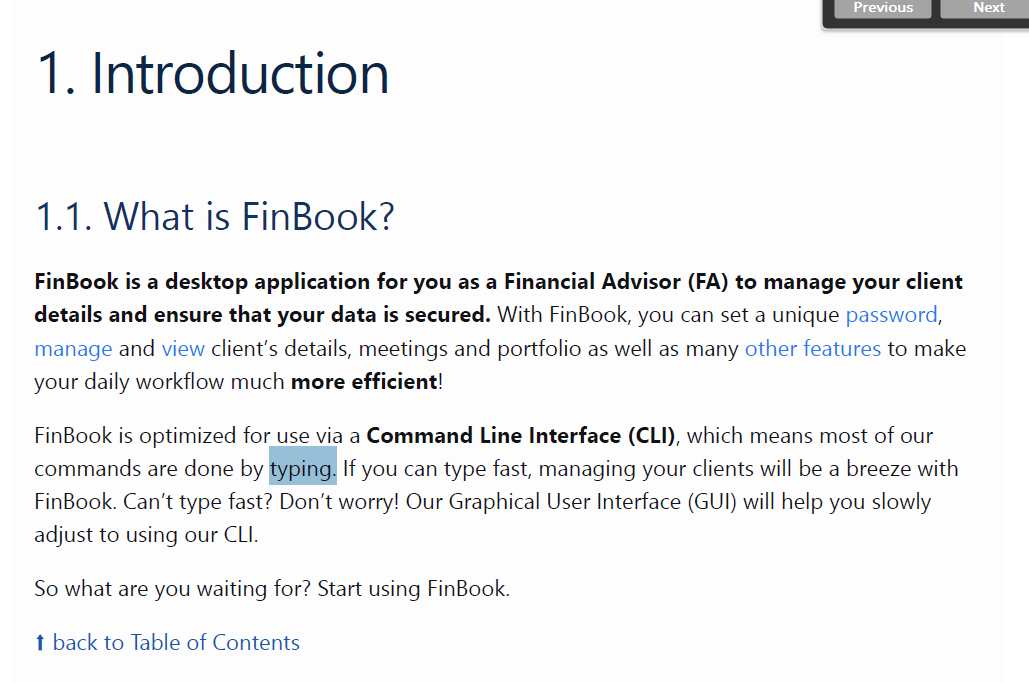 Previous Next
1. Introduction
1.1. What is FinBook?
FinBook is a desktop application for you as a Financial Advisor (FA) to manage your client
details and ensure that your data is secured. With FinBook, you can set a unique password,
manage and view client’s details, meetings and portfolio as well as many other features to make
your daily workflow much more efficient!
FinBook is optimized for use via a Command Line Interface (CLI), which means most of our
commands are done by typing. If you can type fast, managing your clients will be a breeze with
FinBook. Can’t type fast? Don’t worry! Our Graphical User Interface (GUI) will help you slowly
adjust to using our CLI.
So what are you waiting for? Start using FinBook.
⬆ back to Table of Contents